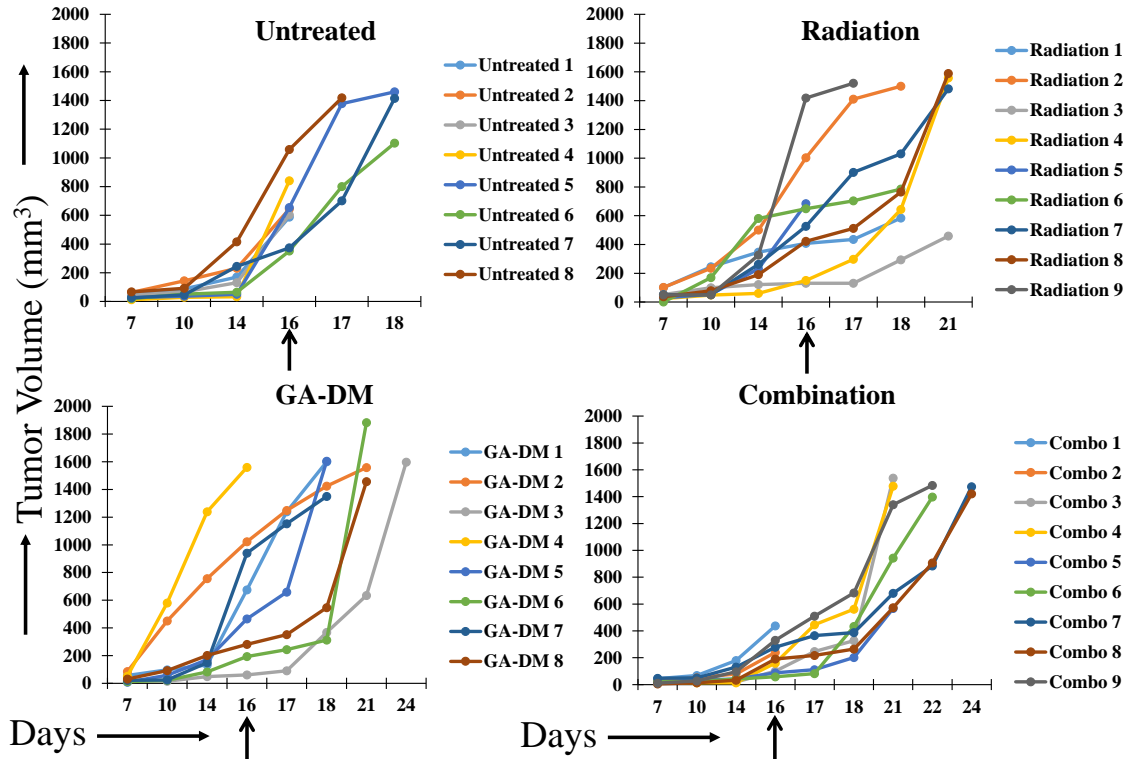 Tumor Volume (mm³)
Untreated
2000
1800
1600
1400
1200
1000
800
600
400
200
0
7 10 14 16 17 18
Untreated 1
Untreated 2
Untreated 3
Untreated 4
Untreated 5
Untreated 6
Untreated 7
Untreated 8
Radiation
2000
1800
1600
1400
1200
1000
800
600
400
200
0
7 10 14 16 17 18 21
Radiation 1
Radiation 2
Radiation 3
Radiation 4
Radiation 5
Radiation 6
Radiation 7
Radiation 8
Radiation 9
GA-DM
2000
1800
1600
1400
1200
1000
800
600
400
200
0
7 10 14 16 17 18 21 24
GA-DM 1
GA-DM 2
GA-DM 3
GA-DM 4
GA-DM 5
GA-DM 6
GA-DM 7
GA-DM 8
Days
Combination
2000
1800
1600
1400
1200
1000
800
600
400
200
0
7 10 14 16 17 18 21 22 24
Combo 1
Combo 2
Combo 3
Combo 4
Combo 5
Combo 6
Combo 7
Combo 8
Combo 9
Days